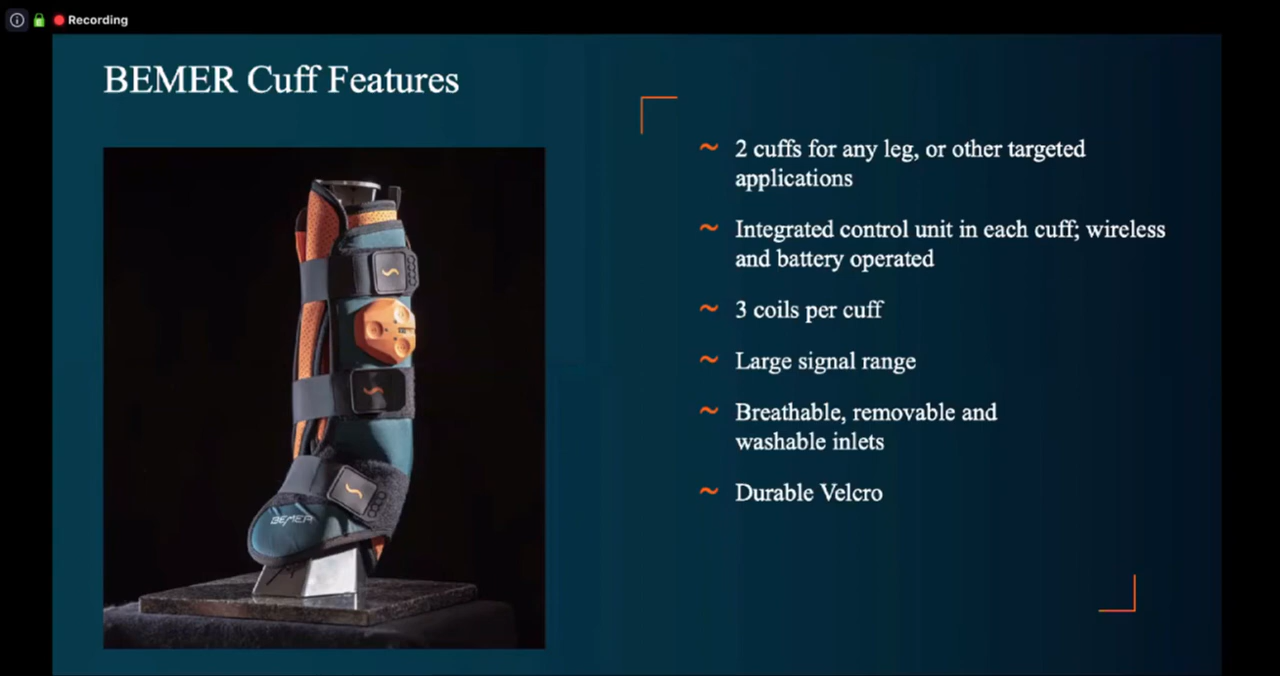 Recording
BEMER Cuff Features
~ 2 cuffs for any leg, or other targeted
applications
~ Integrated control unit in each cuff; wireless
and battery operated
~ 3 coils per cuff
~ Large signal range
~ Breathable, removable and
washable inlets
~ Durable Velcro
BEMER